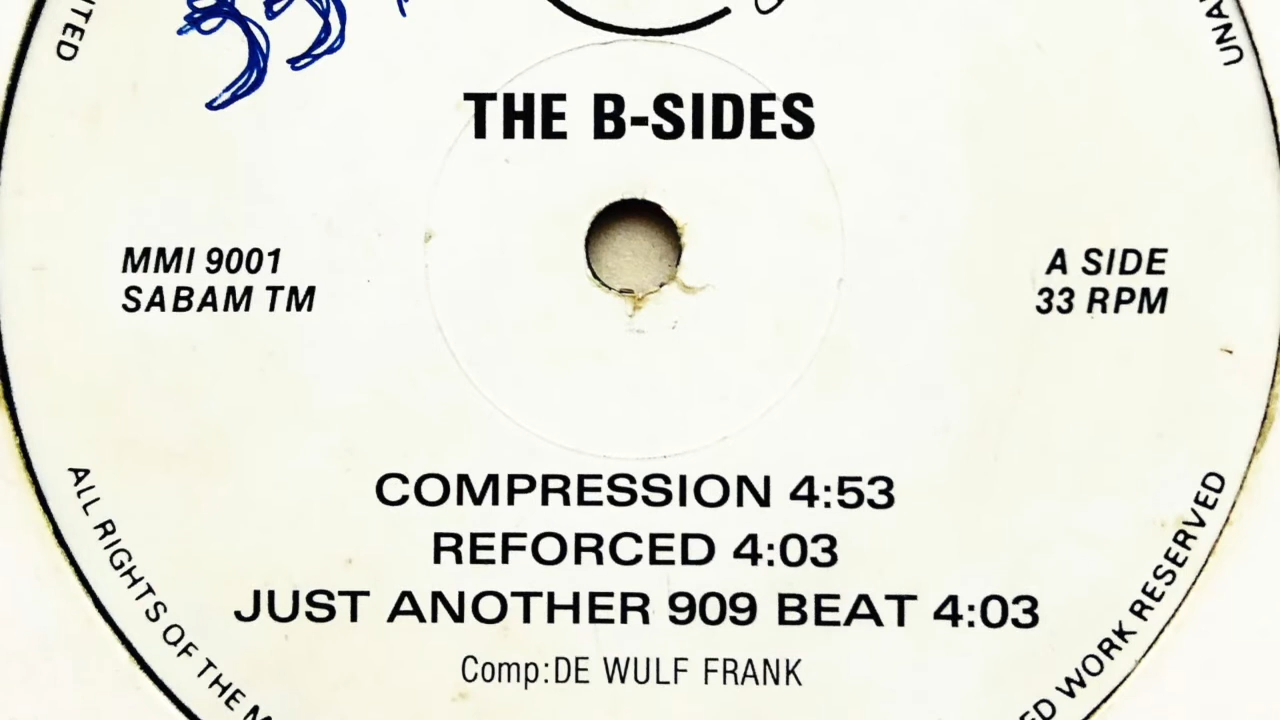 THE B-SIDES
MMI 9001
SABAM TM
A SIDE
33 RPM
COMPRESSION 4:53
REFORCED 4:03
JUST ANOTHER 909 BEAT 4:03
Comp:DE WULF FRANK
ALL RIGHTS OF THE
WORK RESERVED